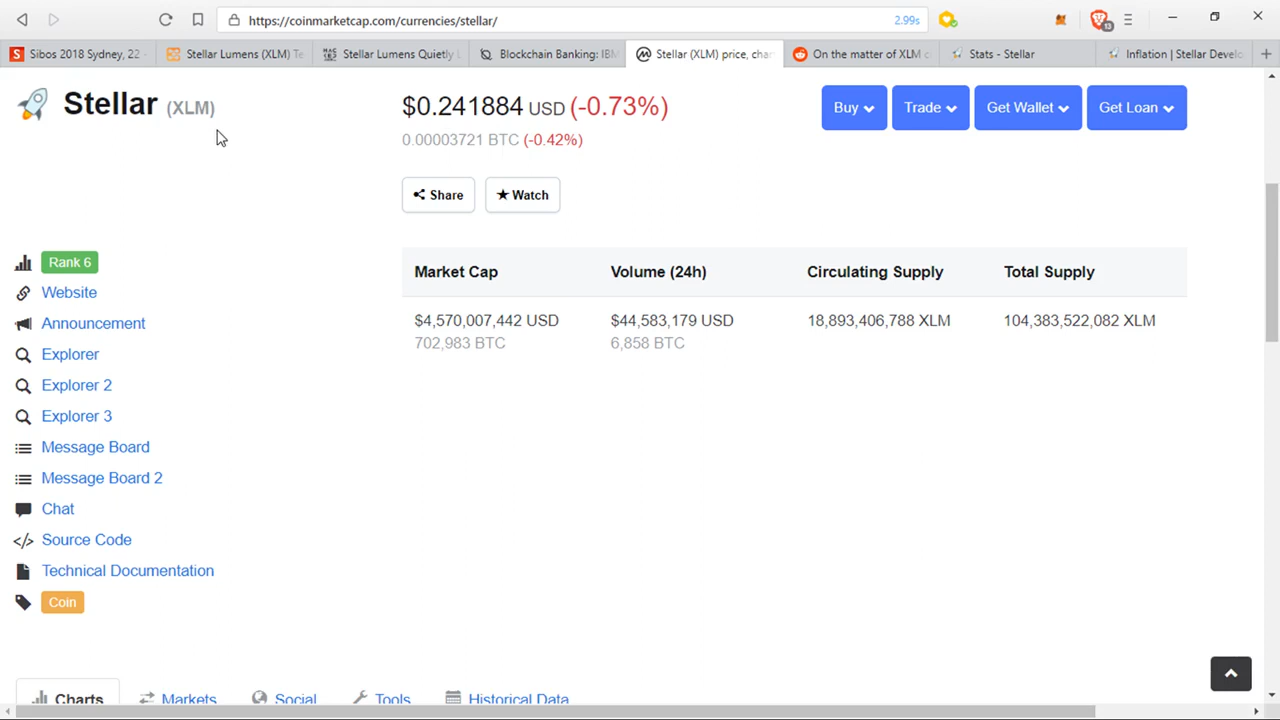 https://coinmarketcap.com/currencies/stellar/
2.99s
13
Sibos 2018 Sydney, 22
Stellar Lumens (XLM) Te
Stellar Lumens Quietly L
Blockchain Banking: IBM
Stellar (XLM) price, cha
On the matter of XLM c
Stats - Stellar
Inflation | Stellar Develo
Stellar (XLM)
$0.241884 USD (-0.73%)
0.00003721 BTC (-0.42%)
Buy
Trade
Get Wallet
Get Loan
Share
Watch
Rank 6
Website
Announcement
Explorer
Explorer 2
Explorer 3
Message Board
Message Board 2
Chat
Source Code
Technical Documentation
Coin
Market Cap
Volume (24h)
Circulating Supply
Total Supply
$4,570,007,442 USD
$44,583,179 USD
18,893,406,788 XLM
104,383,522,082 XLM
702,983 BTC
6,858 BTC
Charts
Markets
Social
Tools
Historical Data